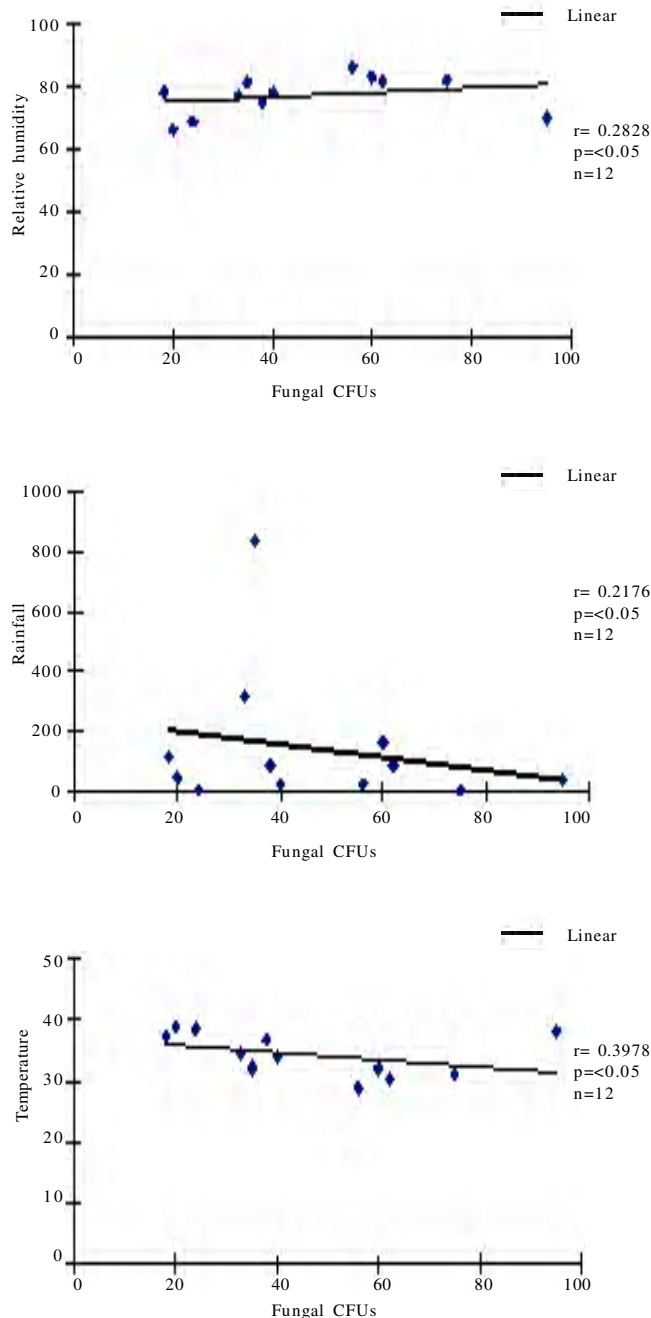 Linear
100
80
60
40
20
0
Relative humidity
r= 0.2828
p=<0.05
n=12
0 20 40 60 80 100
Fungal CFUs
Linear
1000
800
600
400
200
0
Rainfall
r= 0.2176
p=<0.05
n=12
0 20 40 60 80 100
Fungal CFUs
Linear
50
40
30
20
10
0
Temperature
r= 0.3978
p=<0.05
n=12
0 20 40 60 80 100
Fungal CFUs